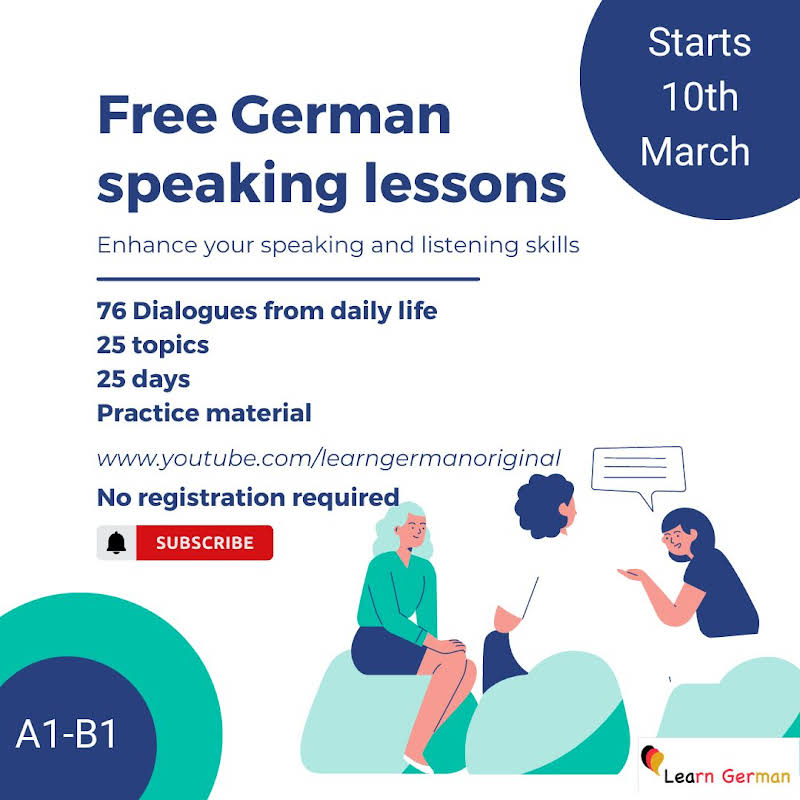 Starts
10th
March
Free German
speaking lessons
Enhance your speaking and listening skills
76 Dialogues from daily life
25 topics
25 days
Practice material
www.youtube.com/learngermanoriginal
No registration required
SUBSCRIBE
A1-B1
Learn German